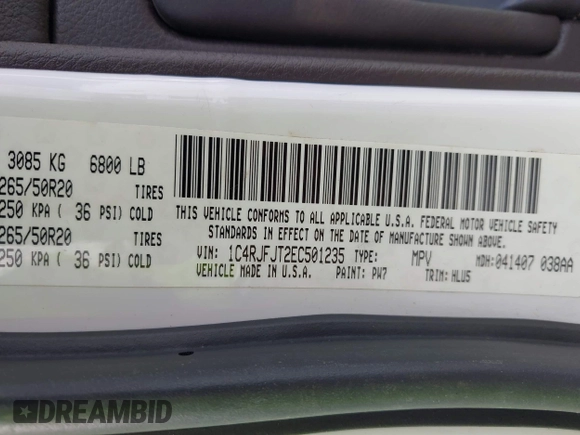 3085 KG 6800 LB
265/50R20 TIRES
250 KPA ( 36 PSI) COLD
265/50R20 TIRES
250 KPA ( 36 PSI) COLD
THIS VEHICLE CONFORMS TO ALL APPLICABLE U.S.A. FEDERAL MOTOR VEHICLE SAFETY
STANDARDS IN EFFECT ON THE DATE OF MANUFACTURE SHOWN ABOVE.
VIN: 1C4RJFJT2EC501235 TYPE: MPV MDH: 041407 038AA
VEHICLE MADE IN U.S.A. PAINT: PW7 TRIM: HLU5
DREAMBID